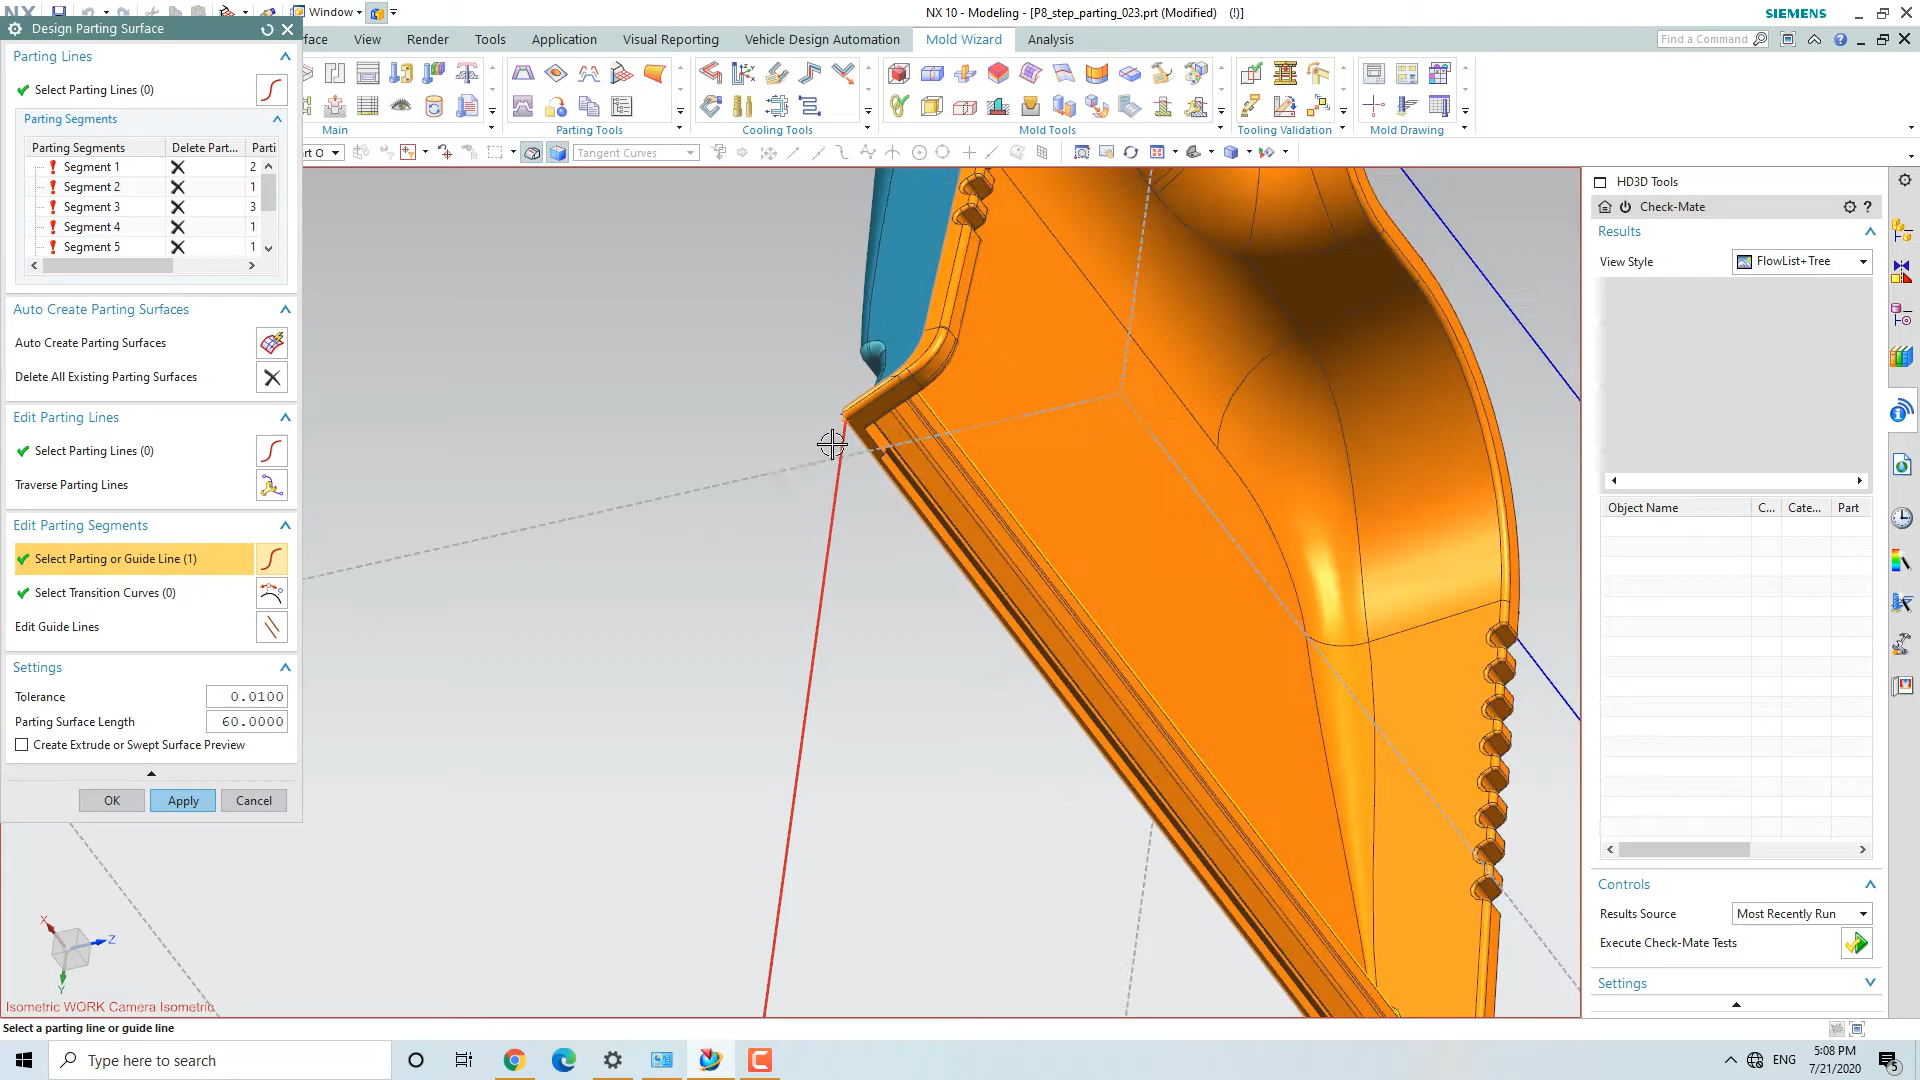 NX
Window
NX 10 - Modeling - [P8_step_parting_023.prt (Modified) (!)]
SIEMENS
Design Parting Surface
face
View
Render
Tools
Application
Visual Reporting
Vehicle Design Automation
Mold Wizard
Analysis
Find a Command
Main
Parting Tools
Cooling Tools
Mold Tools
Tooling Validation
Mold Drawing
rt O
Tangent Curves
Parting Lines
Select Parting Lines (0)
Parting Segments
Parting Segments
Delete Part...
Parti
Segment 1
2
Segment 2
1
Segment 3
3
Segment 4
1
Segment 5
1
Auto Create Parting Surfaces
Auto Create Parting Surfaces
Delete All Existing Parting Surfaces
Edit Parting Lines
Select Parting Lines (0)
Traverse Parting Lines
Edit Parting Segments
Select Parting or Guide Line (1)
Select Transition Curves (0)
Edit Guide Lines
Settings
Tolerance
0.0100
Parting Surface Length
60.0000
Create Extrude or Swept Surface Preview
OK
Apply
Cancel
X
Z
Y
Isometric WORK Camera Isometric
HD3D Tools
Check-Mate
Results
View Style
FlowList+Tree
Object Name
C...
Cate...
Part
Controls
Results Source
Most Recently Run
Execute Check-Mate Tests
Settings
Select a parting line or guide line
Type here to search
ENG
5:08 PM
7/21/2020
5